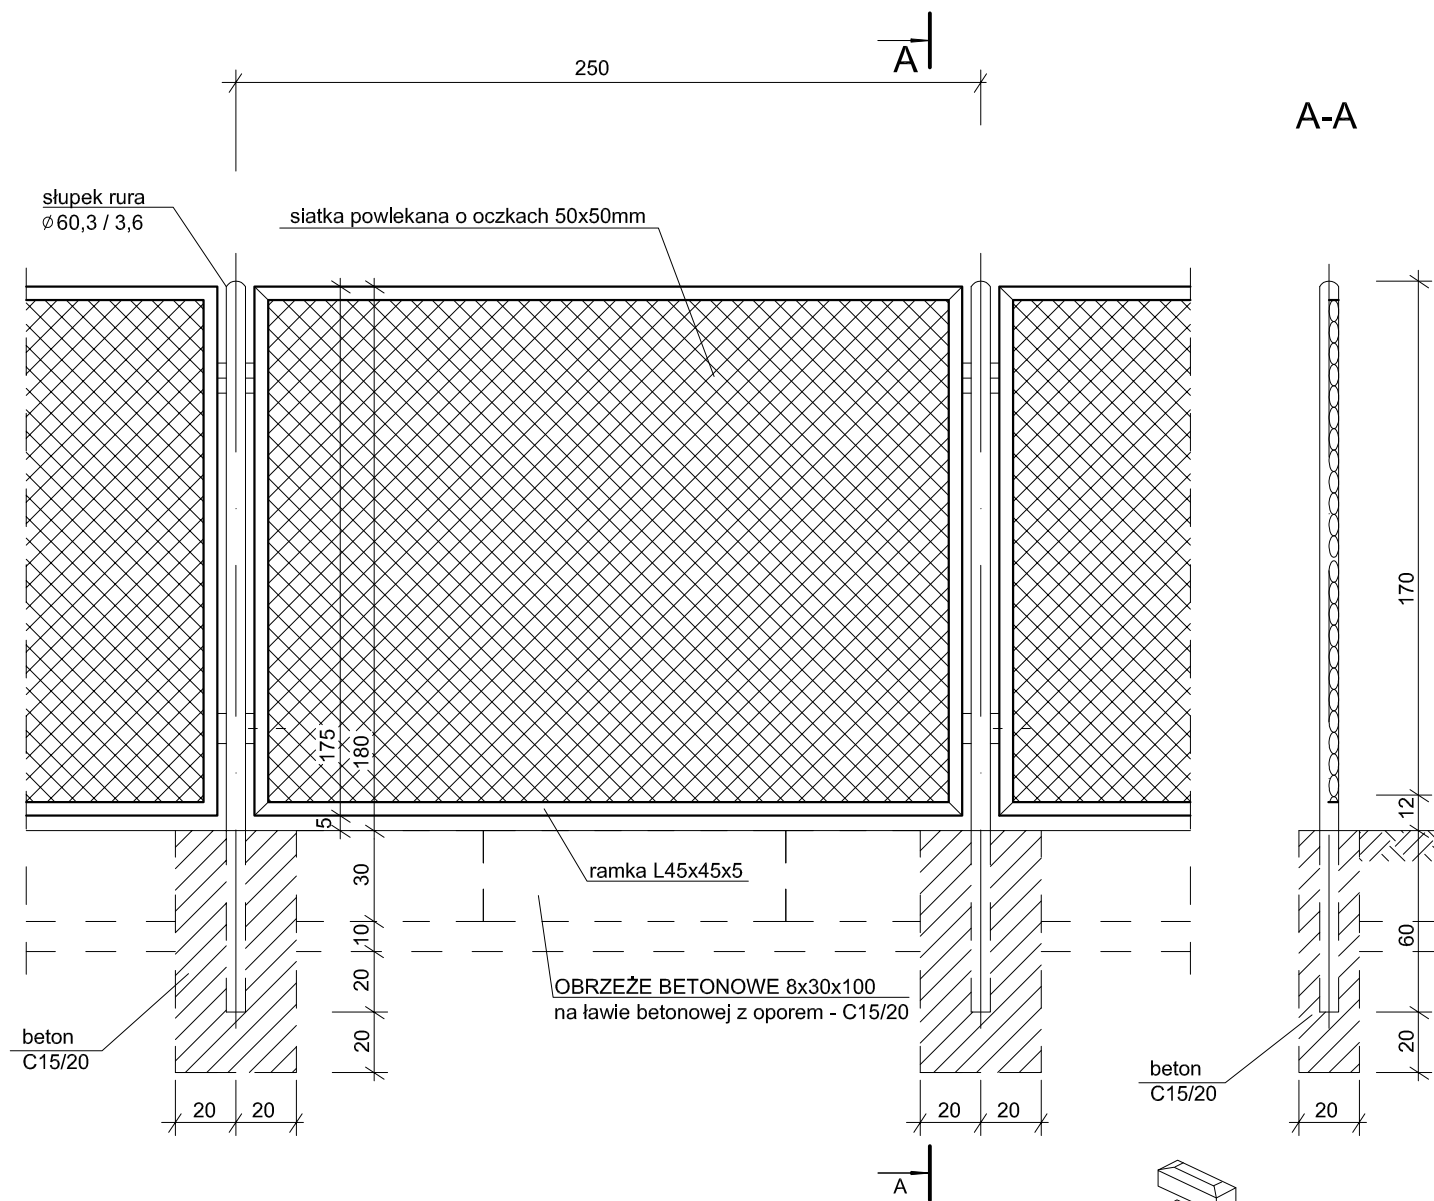 A
250
A-A
słupek rura
⌀60,3 / 3,6
siatka powlekana o oczkach 50x50mm
170
175
180
12
5
ramka L45x45x5
30
10
60
20
OBRZEŻE BETONOWE 8x30x100
na ławie betonowej z oporem - C15/20
beton
C15/20
20
20
beton
C15/20
20
20
20
20
20
A